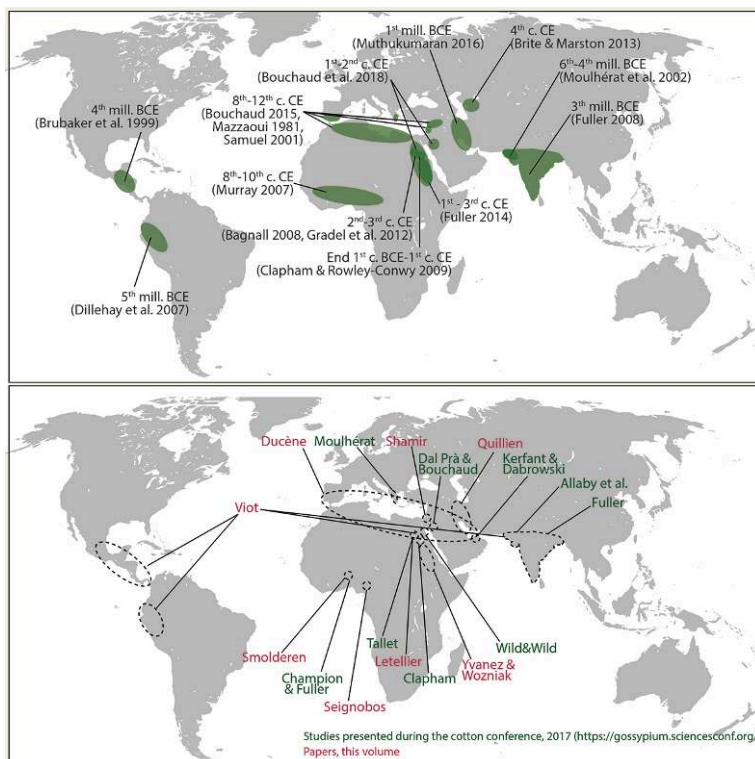 1st mill. BCE
(Muthukumaran 2016)
4th c. CE
(Brite & Marston 2013)
1st-2nd c. CE
(Bouchaud et al. 2018)
6th-4th mill. BCE
(Moulhérat et al. 2002)
4th mill. BCE
(Brubaker et al. 1999)
8th-12th c. CE
(Bouchaud 2015,
Mazzaoui 1981,
Samuel 2001)
3th mill. BCE
(Fuller 2008)
8th-10th c. CE
(Murray 2007)
1st - 3rd c. CE
(Fuller 2014)
2nd-3rd c. CE
(Bagnall 2008, Gradel et al. 2012)
End 1st c. BCE-1st c. CE
(Clapham & Rowley-Conwy 2009)
5th mill. BCE
(Dillehay et al. 2007)
Ducène
Moulhérat
Shamir
Quillien
Dal Prà &
Bouchaud
Kerfant &
Dabrowski
Allaby et al.
Fuller
Viot
Smolderen
Champion
& Fuller
Seignobos
Tallet
Letellier
Clapham
Wild&Wild
Yvanez &
Wozniak
Studies presented during the cotton conference, 2017 (https://gossypium.sciencesconf.org/
Papers, this volume